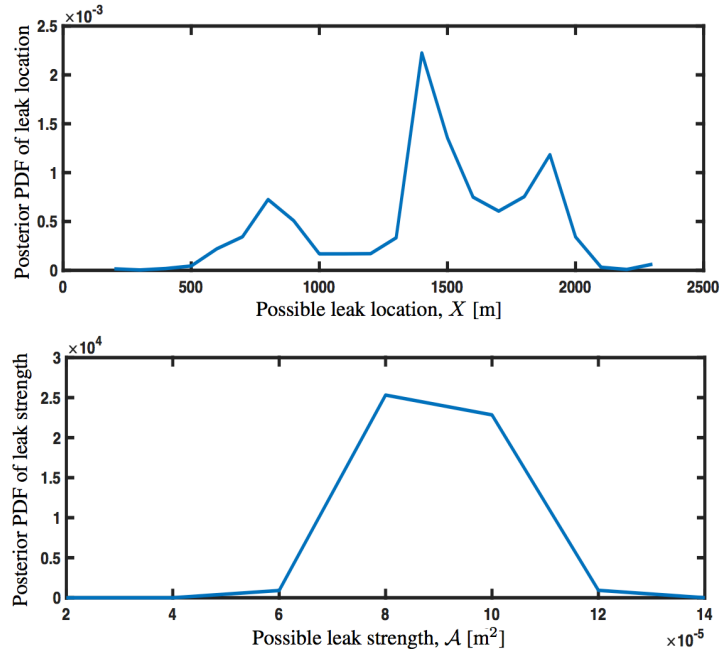 ×10⁻³
2.5
2
1.5
1
0.5
0
0 500 1000 1500 2000 2500
Posterior PDF of leak location
Possible leak location, X [m]
×10⁴
3
2.5
2
1.5
1
0.5
0
2 4 6 8 10 12 14
×10⁻⁵
Posterior PDF of leak strength
Possible leak strength, 𝒜 [m²]